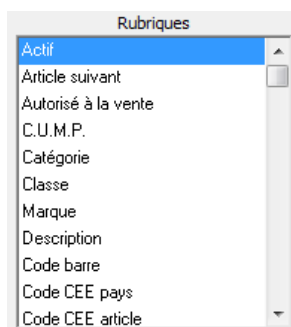 Rubriques
Actif
Article suivant
Autorisé à la vente
C.U.M.P.
Catégorie
Classe
Marque
Description
Code barre
Code CEE pays
Code CEE article